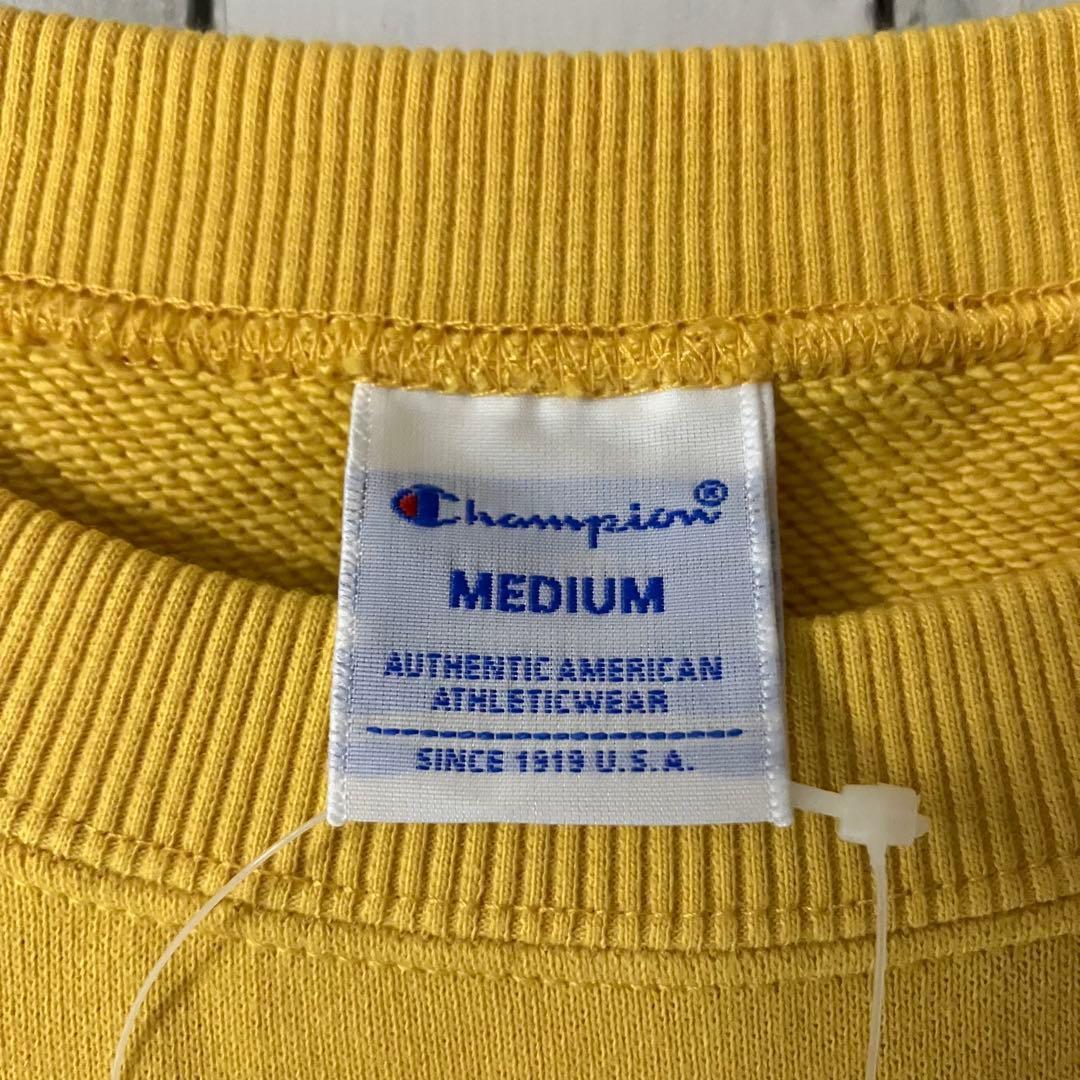 Champion®
MEDIUM
AUTHENTIC AMERICAN
ATHLETICWEAR
SINCE 1919 U.S.A.